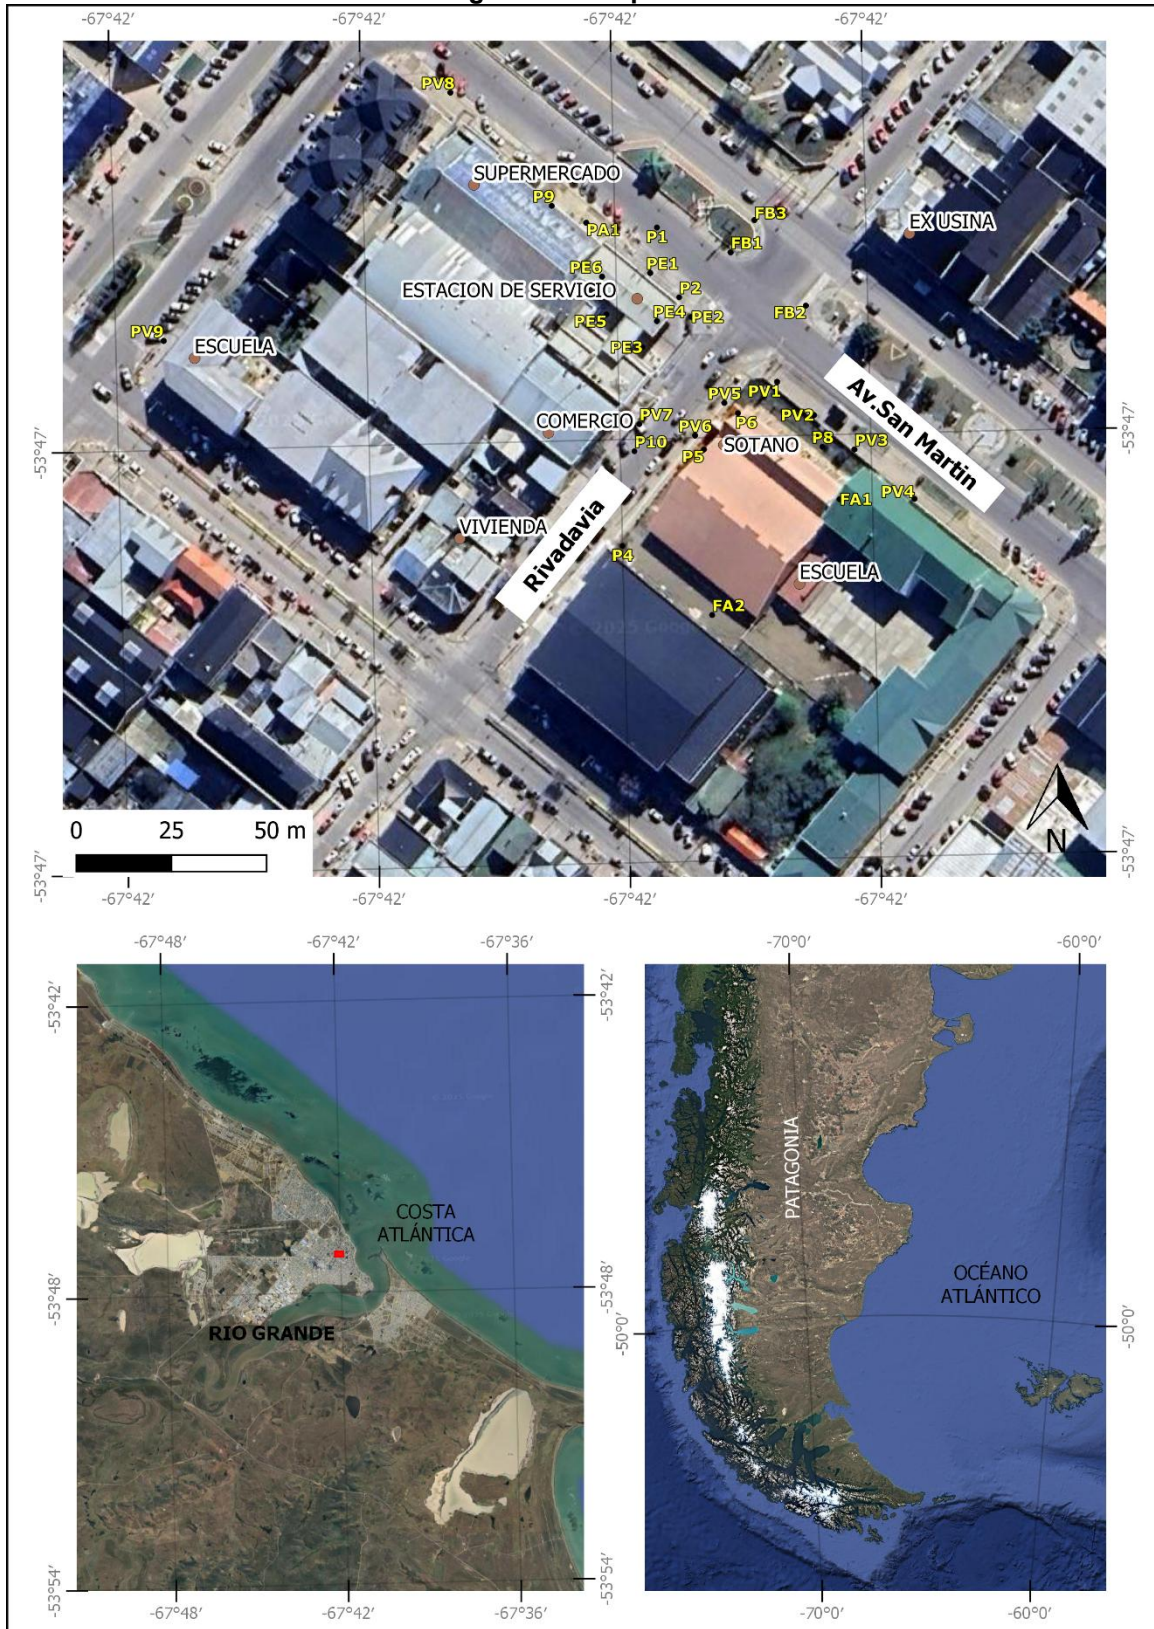 -67°42' -67°42' -67°42' -67°42'
PV8
SUPERMERCADO
P9
PA1
FB3
P1
FB1
EX USINA
PE6
PE1
ESTACION DE SERVICIO
P2
FB2
PE5
PE4
PE2
PV9
ESCUELA
PE3
Av.San Martin
PV5
PV1
COMERCIO
PV7
PV6
P6
PV2
P10
P5
SOTANO
P8
PV3
-53°47'
-53°47'
FA1
PV4
VIVIENDA
Rivadavia
P4
ESCUELA
FA2
2025 Google
N
0 25 50 m
-53°47'
-53°47'
-67°42' -67°42' -67°42' -67°42'
-67°48' -67°42' -67°36'
-53°42'
-53°42'
COSTA
ATLÁNTICA
-53°48'
-53°48'
RIO GRANDE
-53°54'
-53°54'
-67°48' -67°42' -67°36'
-70°0' -60°0'
PATAGONIA
OCÉANO
ATLÁNTICO
-50°0'
-50°0'
-70°0' -60°0'